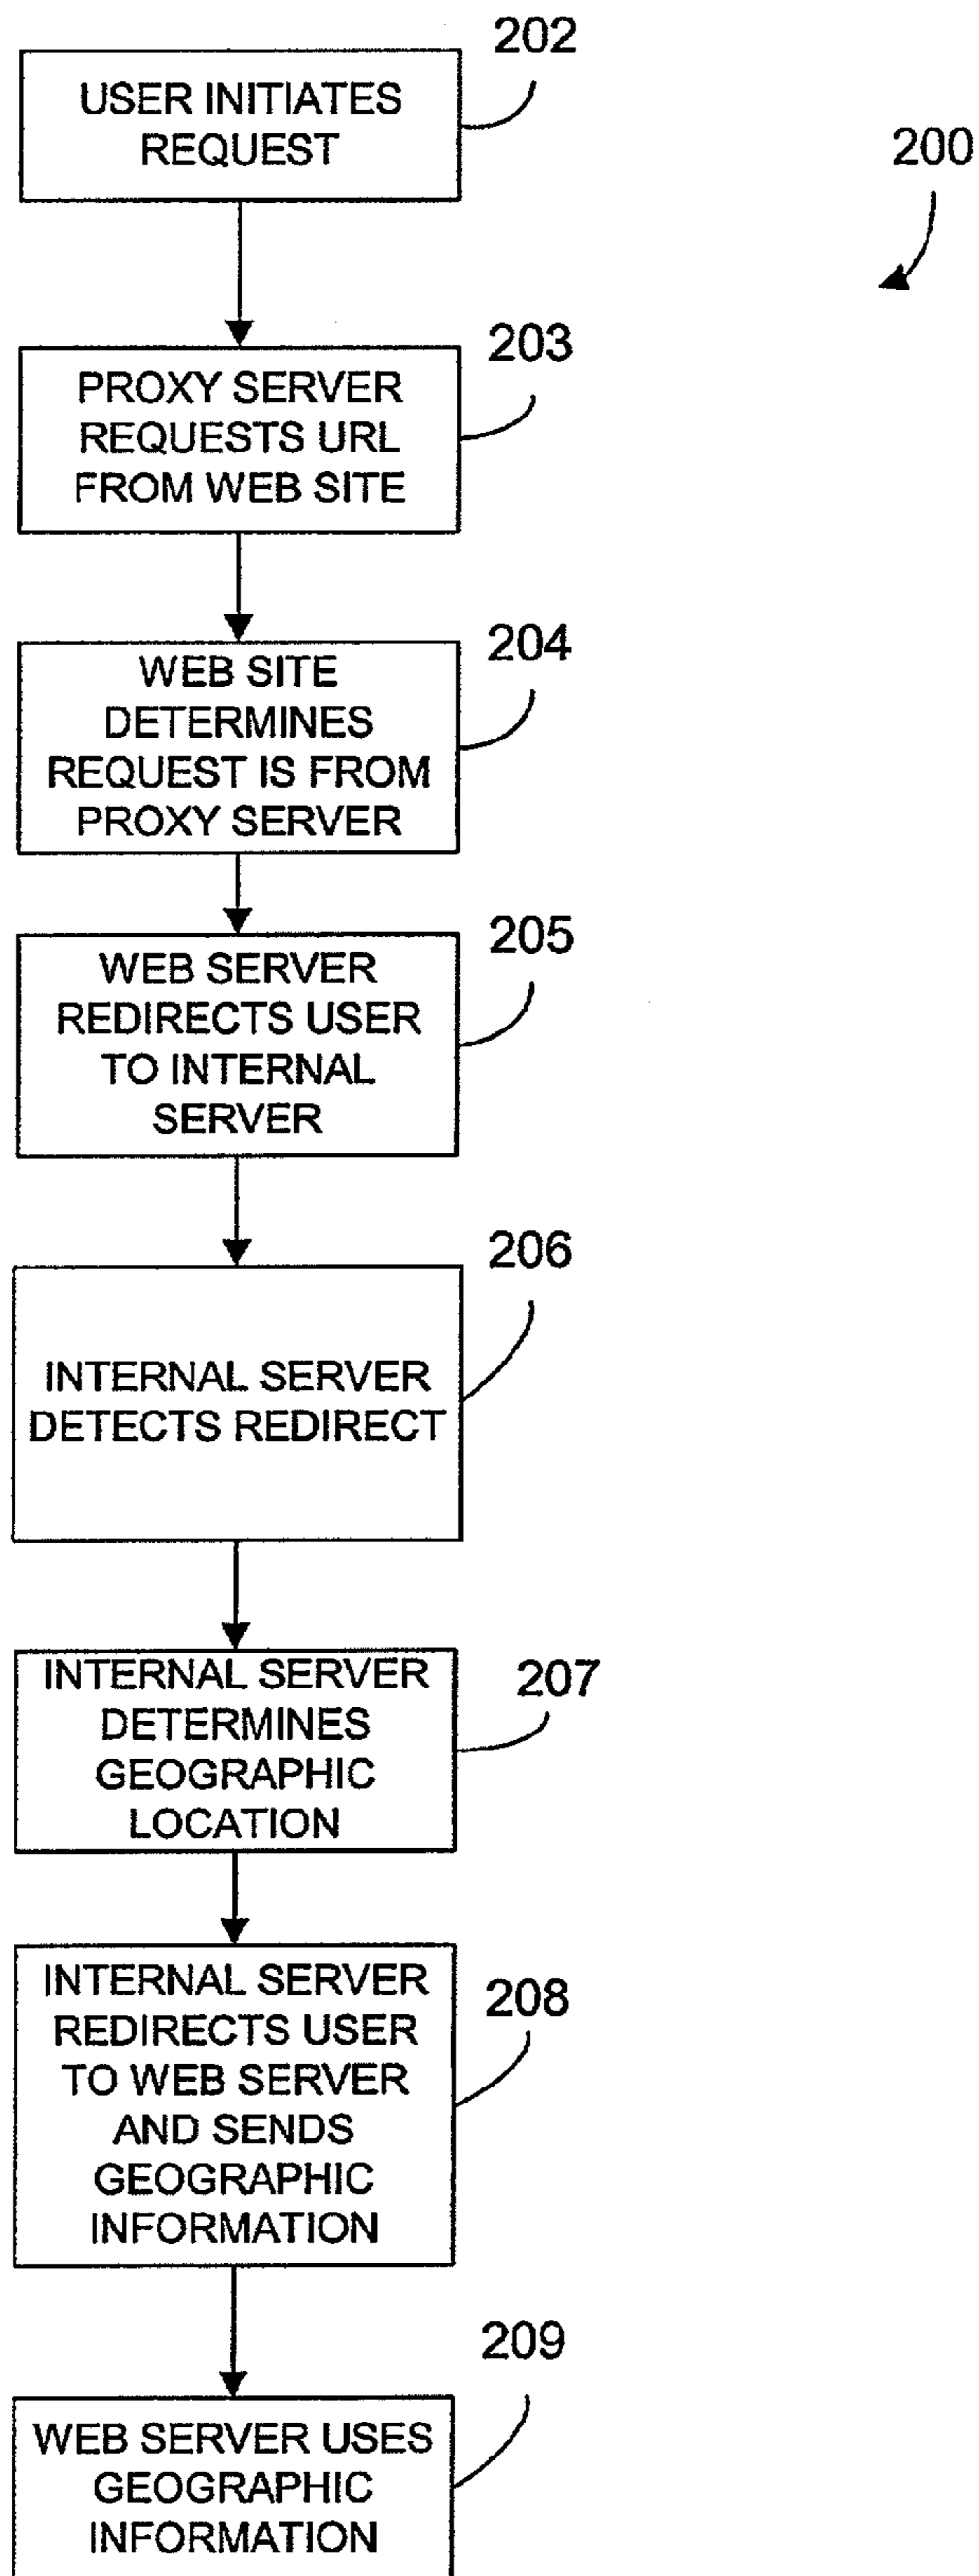 202
USER INITIATES
REQUEST
200
203
PROXY SERVER
REQUESTS URL
FROM WEB SITE
204
WEB SITE
DETERMINES
REQUEST IS FROM
PROXY SERVER
205
WEB SERVER
REDIRECTS USER
TO INTERNAL
SERVER
206
INTERNAL SERVER
DETECTS REDIRECT
207
INTERNAL SERVER
DETERMINES
GEOGRAPHIC
LOCATION
208
INTERNAL SERVER
REDIRECTS USER
TO WEB SERVER
AND SENDS
GEOGRAPHIC
INFORMATION
209
WEB SERVER USES
GEOGRAPHIC
INFORMATION